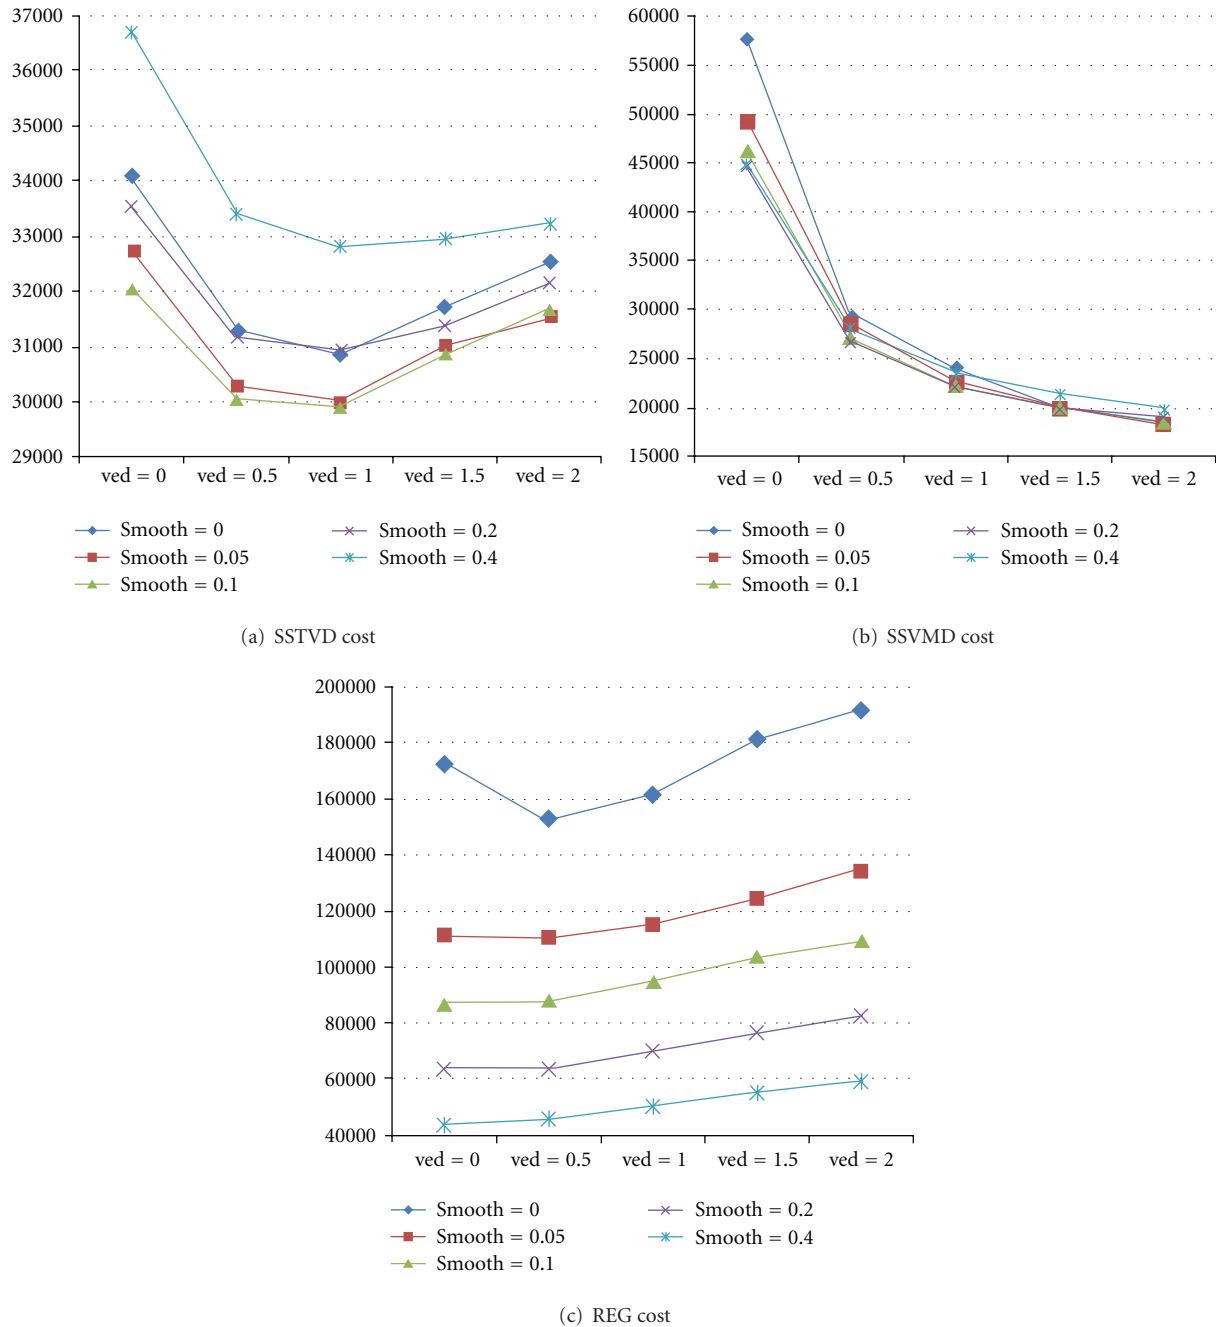 37000
36000
35000
34000
33000
32000
31000
30000
29000
ved = 0 ved = 0.5 ved = 1 ved = 1.5 ved = 2
Smooth = 0
Smooth = 0.05
Smooth = 0.1
Smooth = 0.2
Smooth = 0.4
(a) SSTVD cost
60000
55000
50000
45000
40000
35000
30000
25000
20000
15000
ved = 0 ved = 0.5 ved = 1 ved = 1.5 ved = 2
Smooth = 0
Smooth = 0.05
Smooth = 0.1
Smooth = 0.2
Smooth = 0.4
(b) SSVMD cost
200000
180000
160000
140000
120000
100000
80000
60000
40000
ved = 0 ved = 0.5 ved = 1 ved = 1.5 ved = 2
Smooth = 0
Smooth = 0.05
Smooth = 0.1
Smooth = 0.2
Smooth = 0.4
(c) REG cost